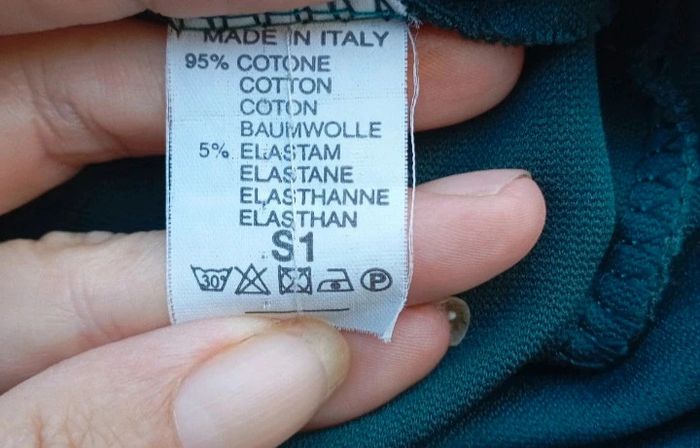 MADE IN ITALY
95% COTONE
COTTON
COTON
BAUMWOLLE
5% ELASTAM
ELASTANE
ELASTHANNE
ELASTHAN
S1
30° P